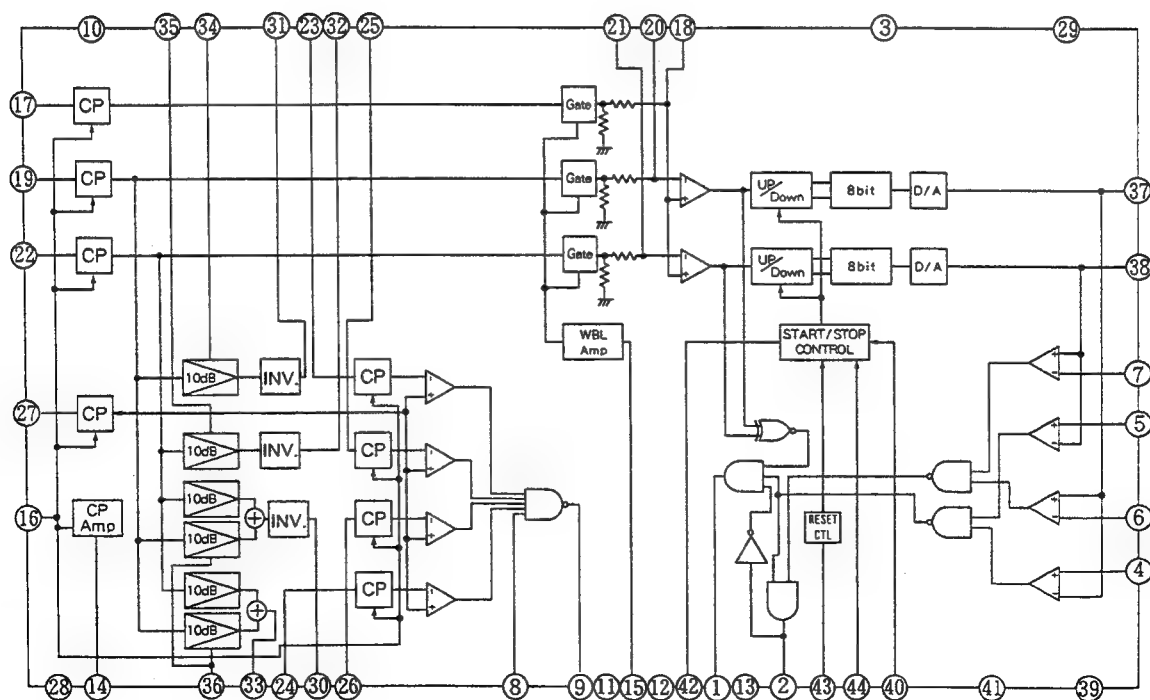 ⑩ ㉟ ㉞ ㉛ ㉓ ㉜ ㉕ ㉑ ⑳ ⑱ ③ ㉙
⑰ CP Gate
⑲ CP Gate UP/Down 8bit D/A ㊲
㉒ CP Gate UP/Down 8bit D/A ㊳
WBL
Amp
START/STOP
CONTROL
10dB INV. CP ⑦
㉗ CP
10dB INV. CP ⑤
10dB
⑯ CP
Amp
INV. CP RESET
CTL
⑥
10dB
10dB CP ④
10dB
㉘ ⑭ ㊱ ㉝ ㉔ ㉚ ㉖ ⑧ ⑨ ⑪ ⑮ ⑫ ㊷ ① ⑬ ② ㊸ ㊹ ㊵ ㊶ ㊴